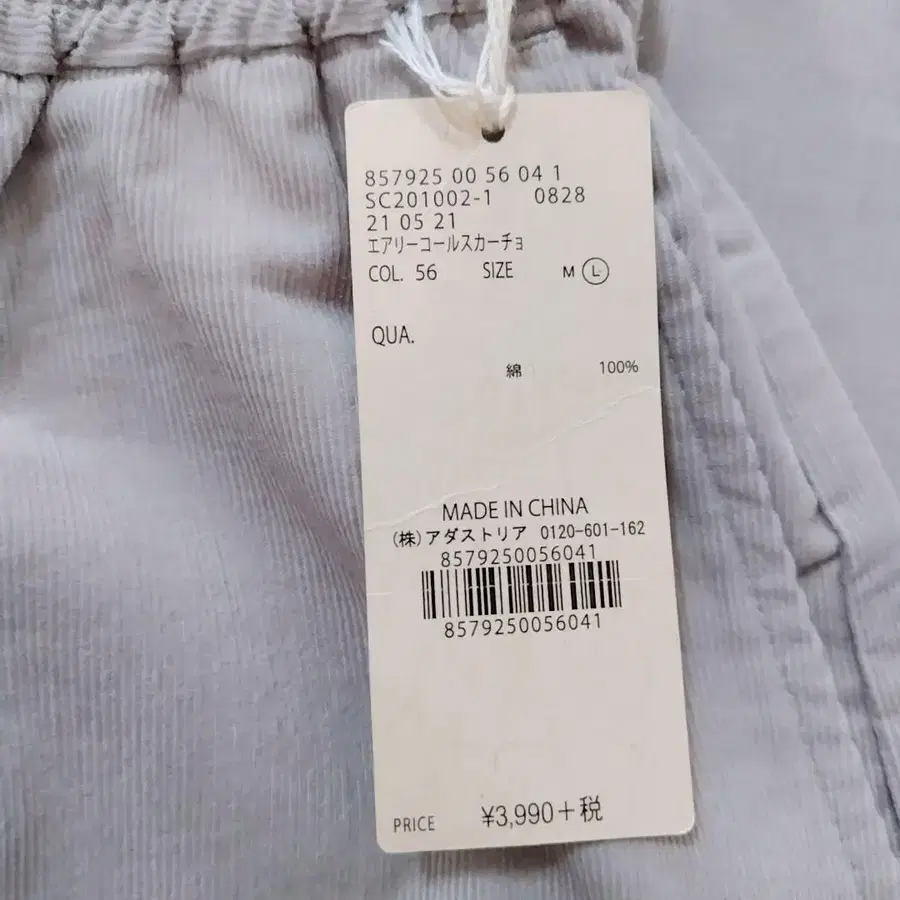 857925 00 56 04 1
SC201002-1 0828
21 05 21
エアリーコールスカーチョ
COL. 56 SIZE M L
QUA.
綿 100%
MADE IN CHINA
(株)アダストリア 0120-601-162
8579250056041
8579250056041
PRICE ¥3,990+税